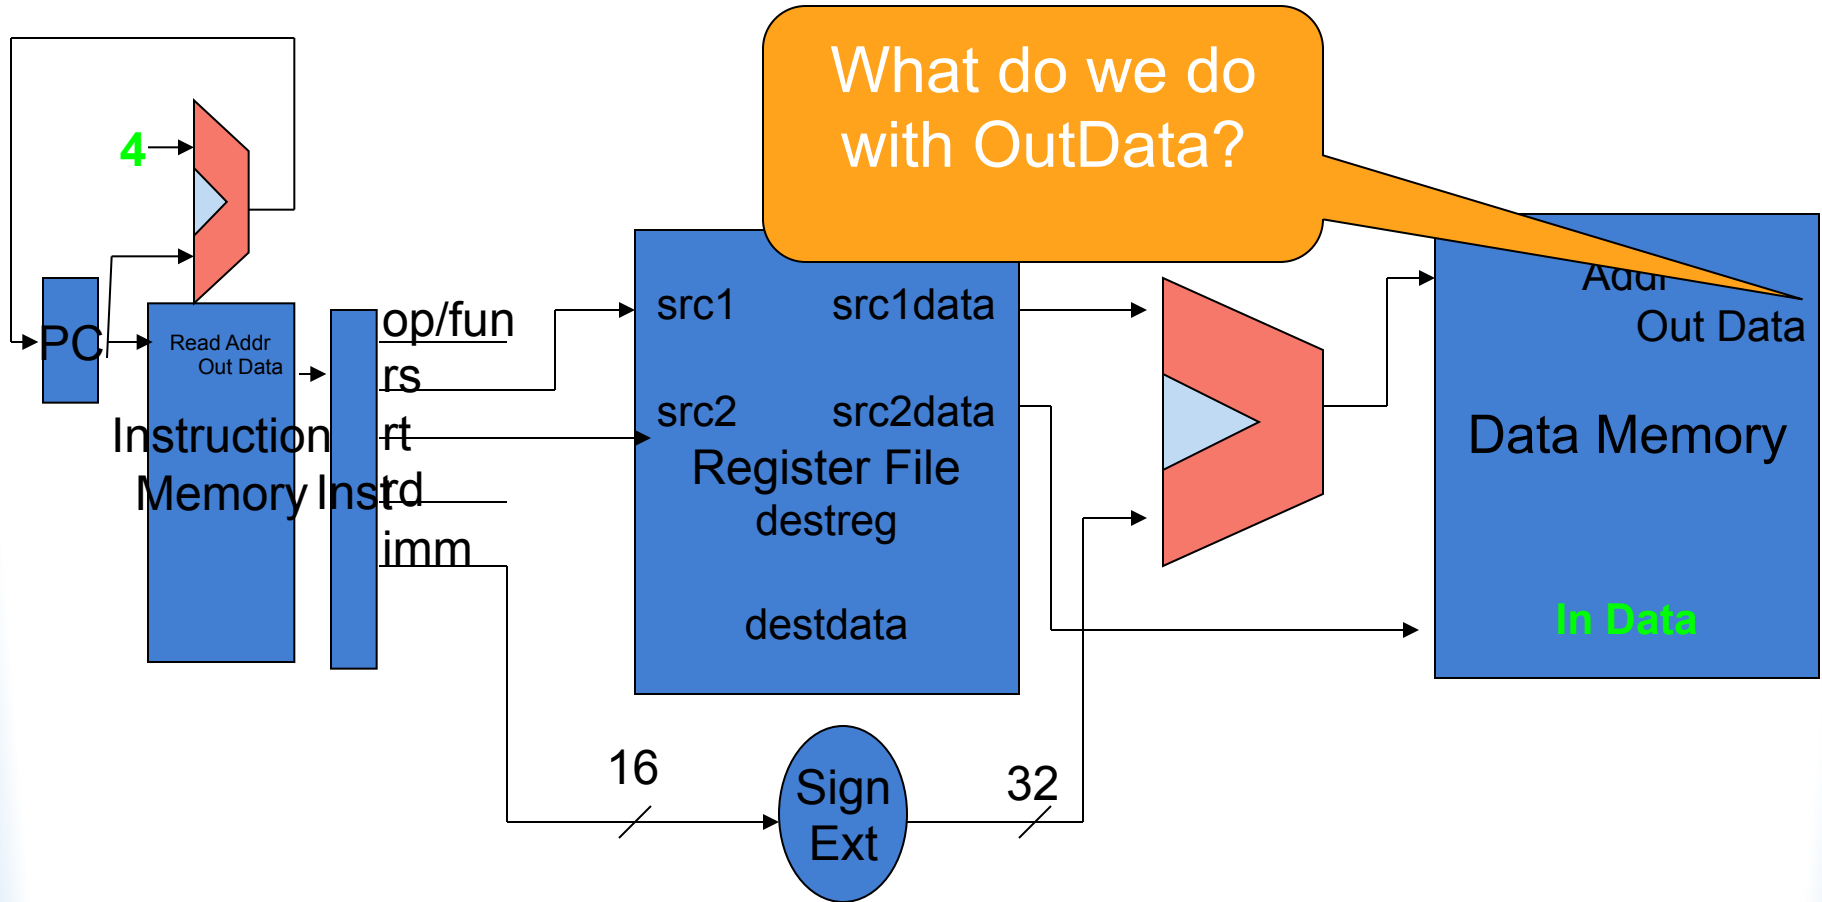 What do we do
with OutData?
4
PC
Read Addr
Out Data
Instruction
Memory
Inst
op/fun
rs
rt
rd
imm
src1
src1data
src2
src2data
Register File
destreg
destdata
Addr
Out Data
Data Memory
In Data
16
Sign
Ext
32